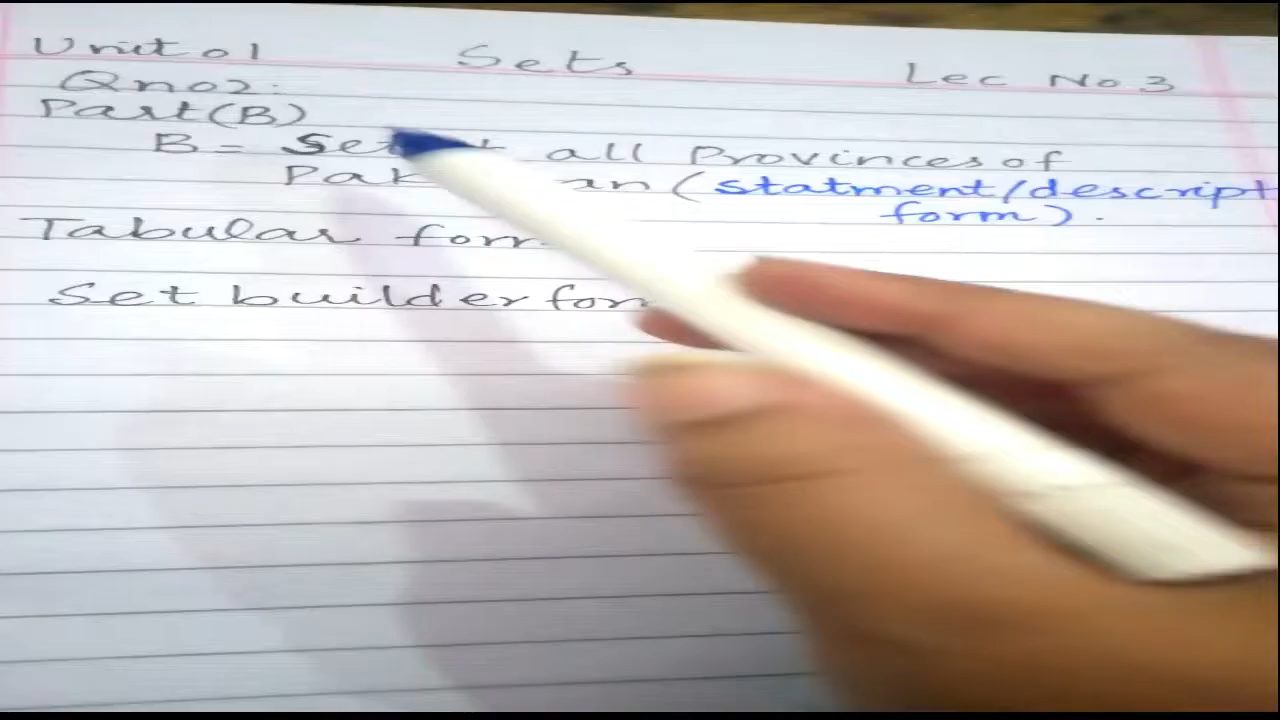 Unit 01 Sets Lec No 3
Qno2.
Part (B)
B = all Provinces of
(statment/descript
form).
Tabular
Set builder